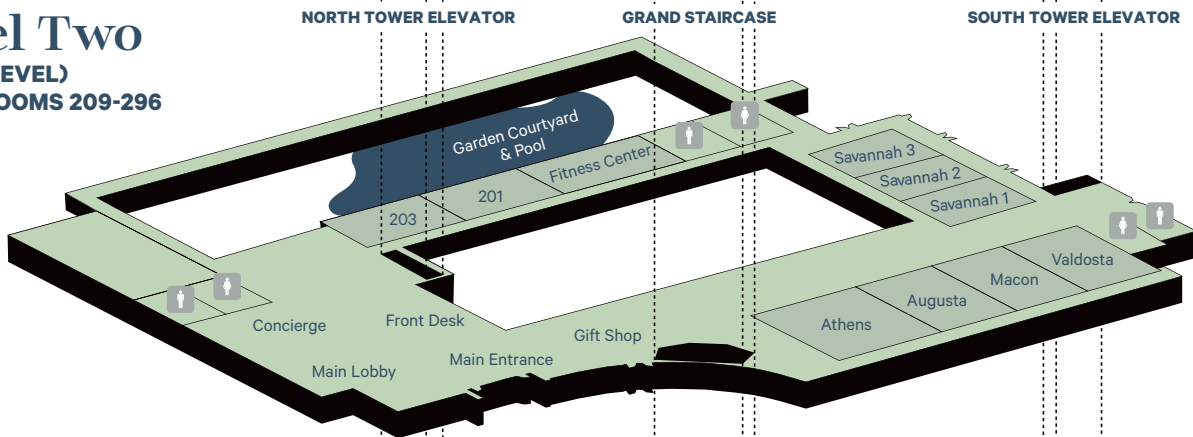 NORTH TOWER ELEVATOR
GRAND STAIRCASE
SOUTH TOWER ELEVATOR
el Two
EVEL)
OOMS 209-296
Garden Courtyard
& Pool
Fitness Center
201
203
Savannah 3
Savannah 2
Savannah 1
Valdosta
Macon
Augusta
Athens
Concierge
Front Desk
Gift Shop
Main Entrance
Main Lobby